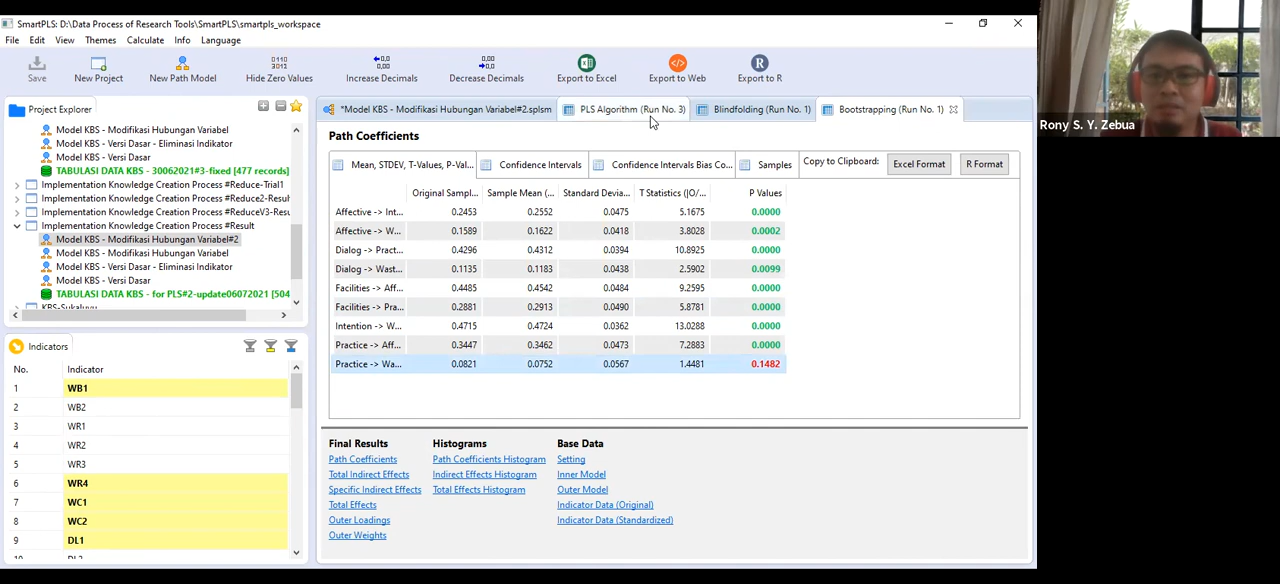 SmartPLS: D:\Data Process of Research Tools\SmartPLS\smartpls_workspace
File Edit View Themes Calculate Info Language
Save New Project New Path Model Hide Zero Values Increase Decimals Decrease Decimals Export to Excel Export to Web Export to R
Project Explorer
Model KBS - Modifikasi Hubungan Variabel
Model KBS - Versi Dasar - Eliminasi Indikator
Model KBS - Versi Dasar
TABULASI DATA KBS - 30062021#3-fixed [477 records]
Implementation Knowledge Creation Process #Reduce-Trial1
Implementation Knowledge Creation Process #Reduce2-Result
Implementation Knowledge Creation Process #ReduceV3-Resu
Implementation Knowledge Creation Process #Result
Model KBS - Modifikasi Hubungan Variabel#2
Model KBS - Modifikasi Hubungan Variabel
Model KBS - Versi Dasar - Eliminasi Indikator
Model KBS - Versi Dasar
TABULASI DATA KBS - for PLS#2-update06072021 [504
KBS-Sukaluyu
Indicators
No. Indicator
1 WB1
2 WB2
3 WR1
4 WR2
5 WR3
6 WR4
7 WC1
8 WC2
9 DL1
*Model KBS - Modifikasi Hubungan Variabel#2.splsm PLS Algorithm (Run No. 3) Blindfolding (Run No. 1) Bootstrapping (Run No. 1)
Path Coefficients
Mean, STDEV, T-Values, P-Val... Confidence Intervals Confidence Intervals Bias Co... Samples Copy to Clipboard: Excel Format R Format
Original Sampl... Sample Mean (... Standard Devia... T Statistics (|O/... P Values
Affective -> Int... 0.2453 0.2552 0.0475 5.1675 0.0000
Affective -> W... 0.1589 0.1622 0.0418 3.8028 0.0002
Dialog -> Pract... 0.4296 0.4312 0.0394 10.8925 0.0000
Dialog -> Wast... 0.1135 0.1183 0.0438 2.5902 0.0099
Facilities -> Aff... 0.4485 0.4542 0.0484 9.2595 0.0000
Facilities -> Pra... 0.2881 0.2913 0.0490 5.8781 0.0000
Intention -> W... 0.4715 0.4724 0.0362 13.0288 0.0000
Practice -> Aff... 0.3447 0.3462 0.0473 7.2883 0.0000
Practice -> Wa... 0.0821 0.0752 0.0567 1.4481 0.1482
Final Results Histograms Base Data
Path Coefficients Path Coefficients Histogram Setting
Total Indirect Effects Indirect Effects Histogram Inner Model
Specific Indirect Effects Total Effects Histogram Outer Model
Total Effects Indicator Data (Original)
Outer Loadings Indicator Data (Standardized)
Outer Weights
Rony S. Y. Zebua